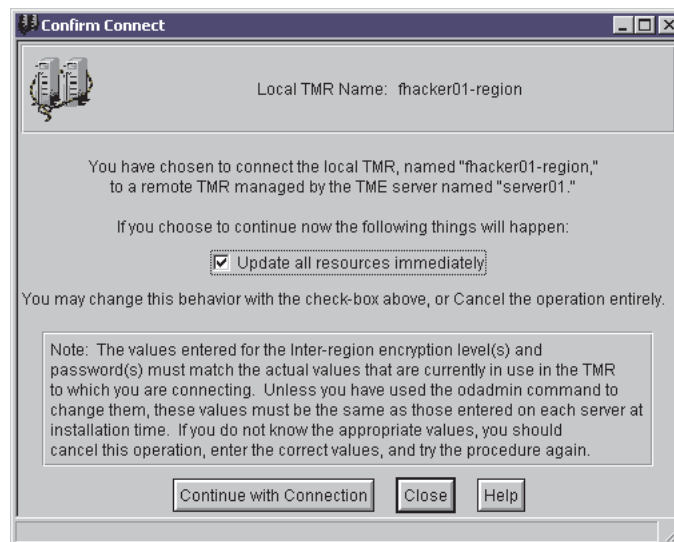 Confirm Connect
Local TMR Name: fhacker01-region
You have chosen to connect the local TMR, named "fhacker01-region,"
to a remote TMR managed by the TME server named "server01."
If you choose to continue now the following things will happen:
Update all resources immediately
You may change this behavior with the check-box above, or Cancel the operation entirely.
Note: The values entered for the Inter-region encryption level(s) and
password(s) must match the actual values that are currently in use in the TMR
to which you are connecting. Unless you have used the odadmin command to
change them, these values must be the same as those entered on each server at
installation time. If you do not know the appropriate values, you should
cancel this operation, enter the correct values, and try the procedure again.
Continue with Connection
Close
Help